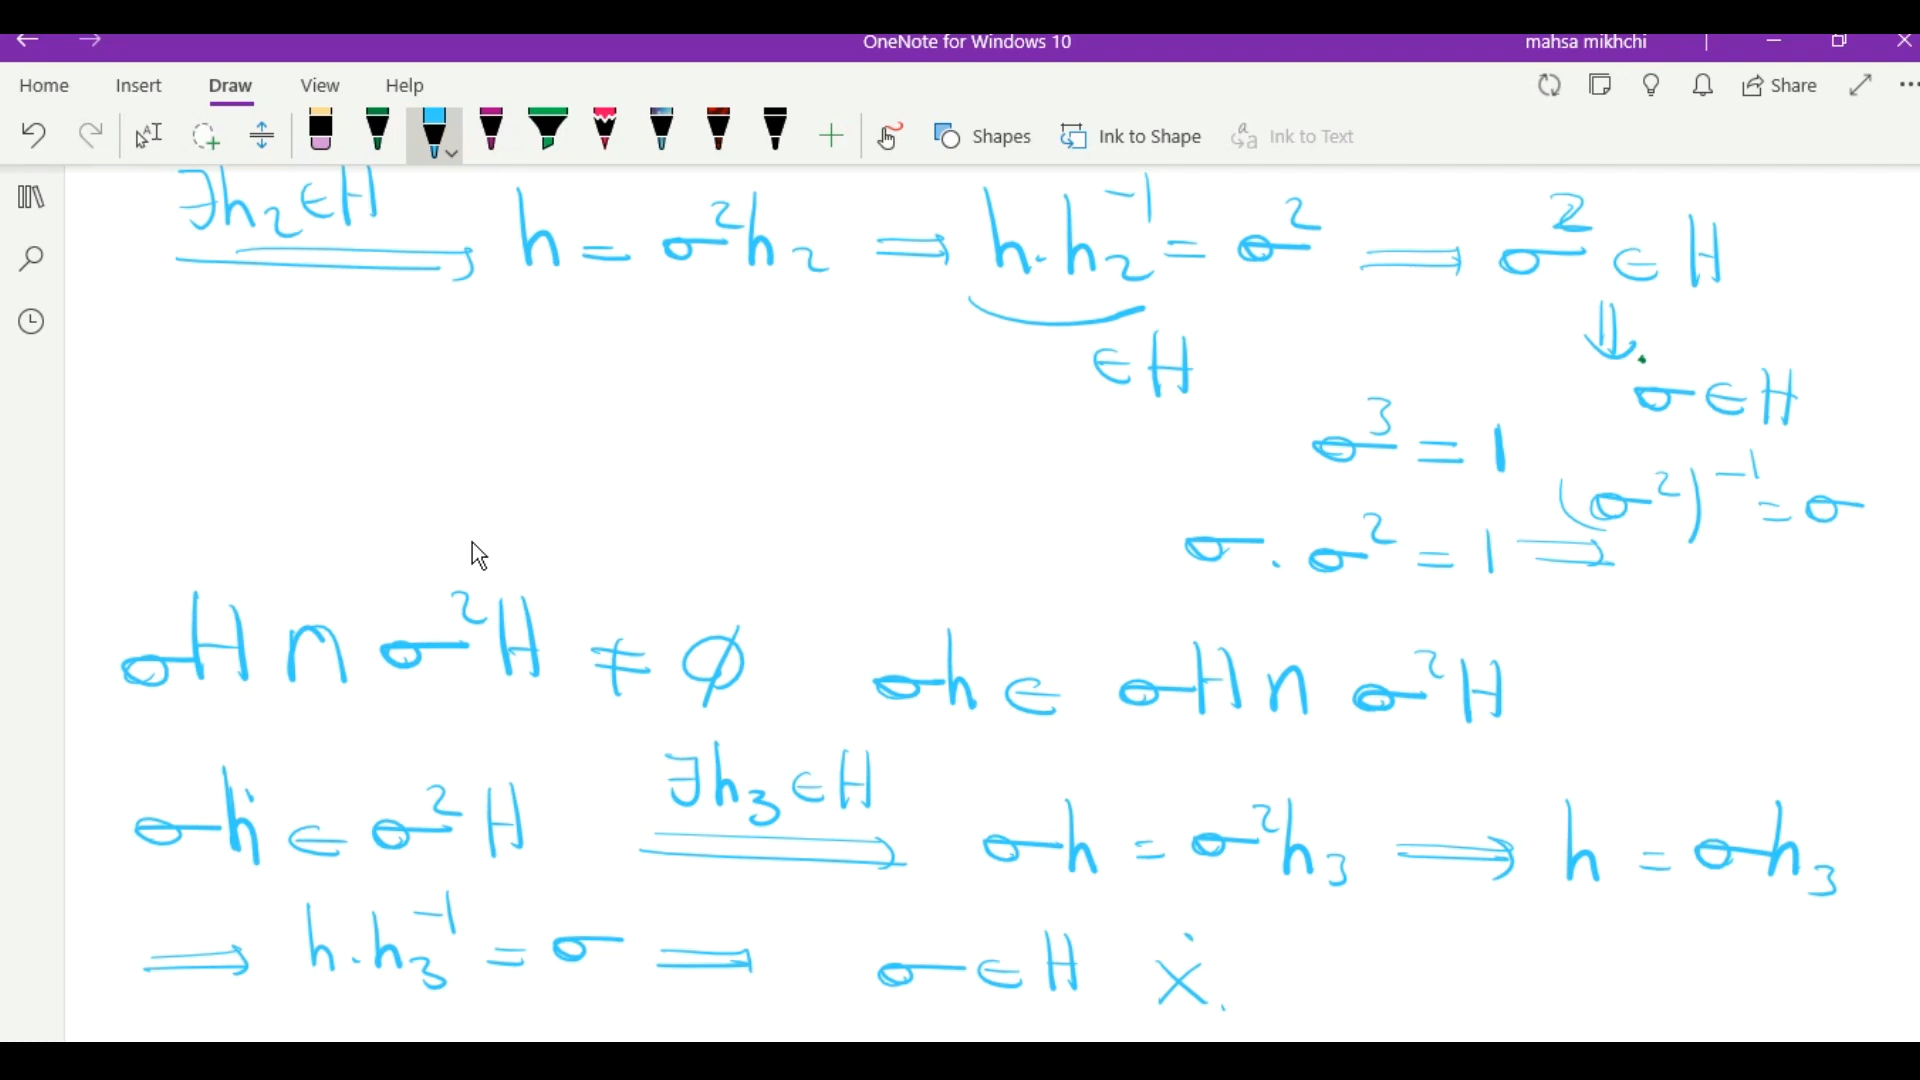 OneNote for Windows 10 mahsa mikhchi
Home Insert Draw View Help Share
Shapes Ink to Shape Ink to Text
∃h₂∈H
h = σ²h₂ ⟹ h·h₂⁻¹ = σ² ⟹ σ² ∈ H
⇓
∈ H
σ ∈ H
σ³ = 1
(σ²)⁻¹ = σ
σ·σ² = 1 ⟹
σH ∩ σ²H ≠ ∅ σh ∈ σH ∩ σ²H
∃h₃∈H
σh ∈ σ²H ⟹ σh = σ²h₃ ⟹ h = σh₃
⟹ h·h₃⁻¹ = σ ⟹ σ ∈ H ×.